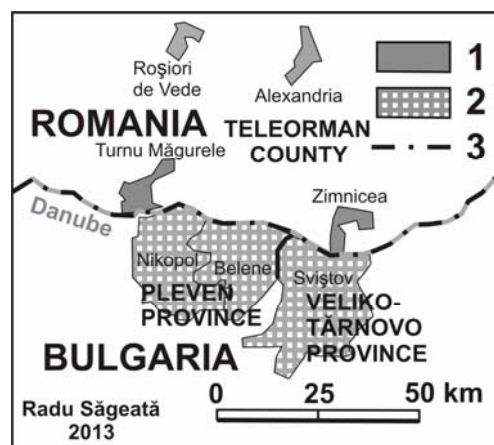 Roşiori
de Vede
Alexandria
1
2
3
ROMANIA
TELEORMAN
COUNTY
Turnu Măgurele
Zimnicea
Danube
Nikopol
Belene
Sviştov
PLEVEN
PROVINCE
VELIKO-
TĂRNOVO
PROVINCE
BULGARIA
Radu Săgeată
2013
0 25 50 km